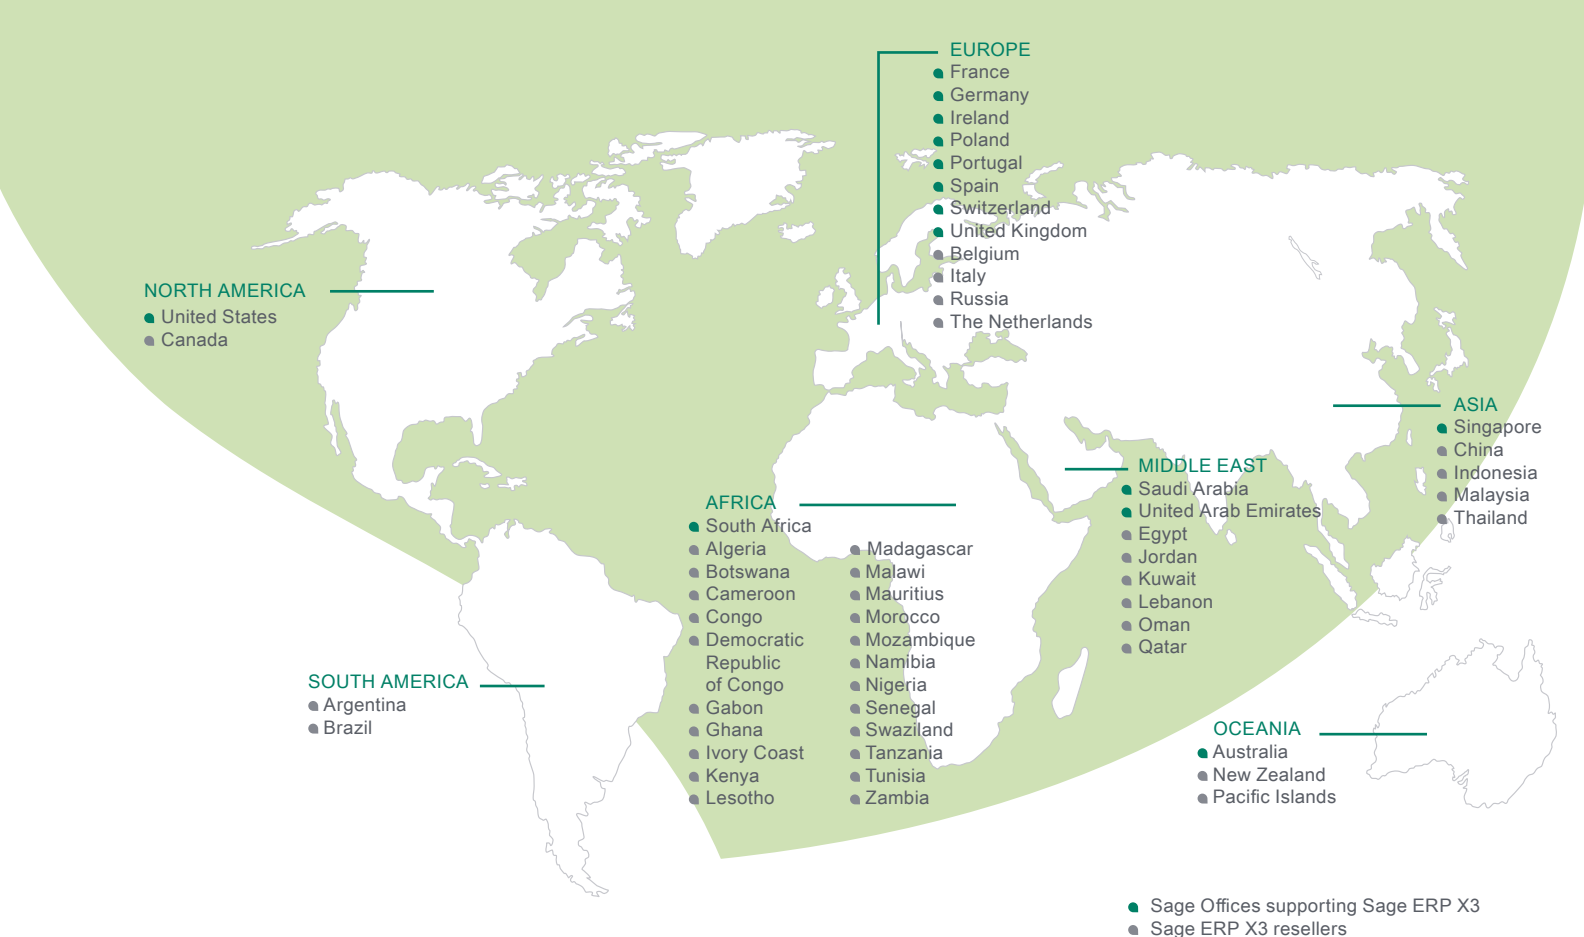 EUROPE
France
Germany
Ireland
Poland
Portugal
Spain
Switzerland
United Kingdom
Belgium
Italy
Russia
The Netherlands
NORTH AMERICA
United States
Canada
ASIA
Singapore
China
Indonesia
Malaysia
Thailand
MIDDLE EAST
Saudi Arabia
United Arab Emirates
Egypt
Jordan
Kuwait
Lebanon
Oman
Qatar
AFRICA
South Africa
Algeria
Botswana
Cameroon
Congo
Democratic
Republic
of Congo
Gabon
Ghana
Ivory Coast
Kenya
Lesotho
Madagascar
Malawi
Mauritius
Morocco
Mozambique
Namibia
Nigeria
Senegal
Swaziland
Tanzania
Tunisia
Zambia
SOUTH AMERICA
Argentina
Brazil
OCEANIA
Australia
New Zealand
Pacific Islands
Sage Offices supporting Sage ERP X3
Sage ERP X3 resellers